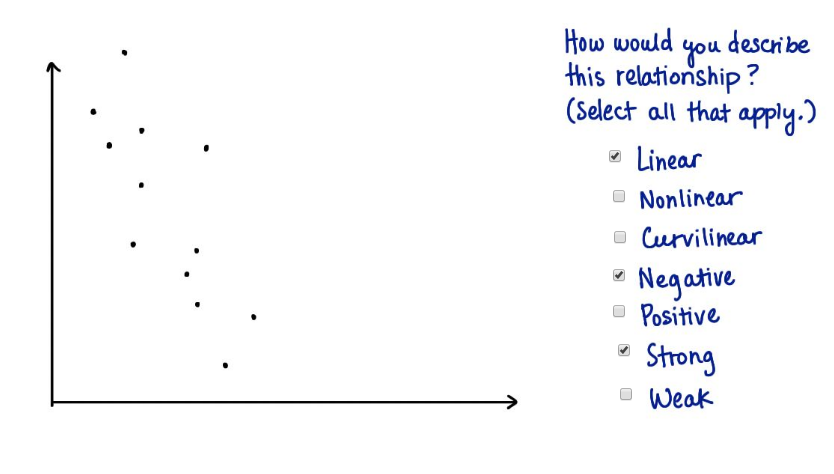 How would you describe
this relationship?
(Select all that apply.)
Linear
Nonlinear
Curvilinear
Negative
Positive
Strong
Weak